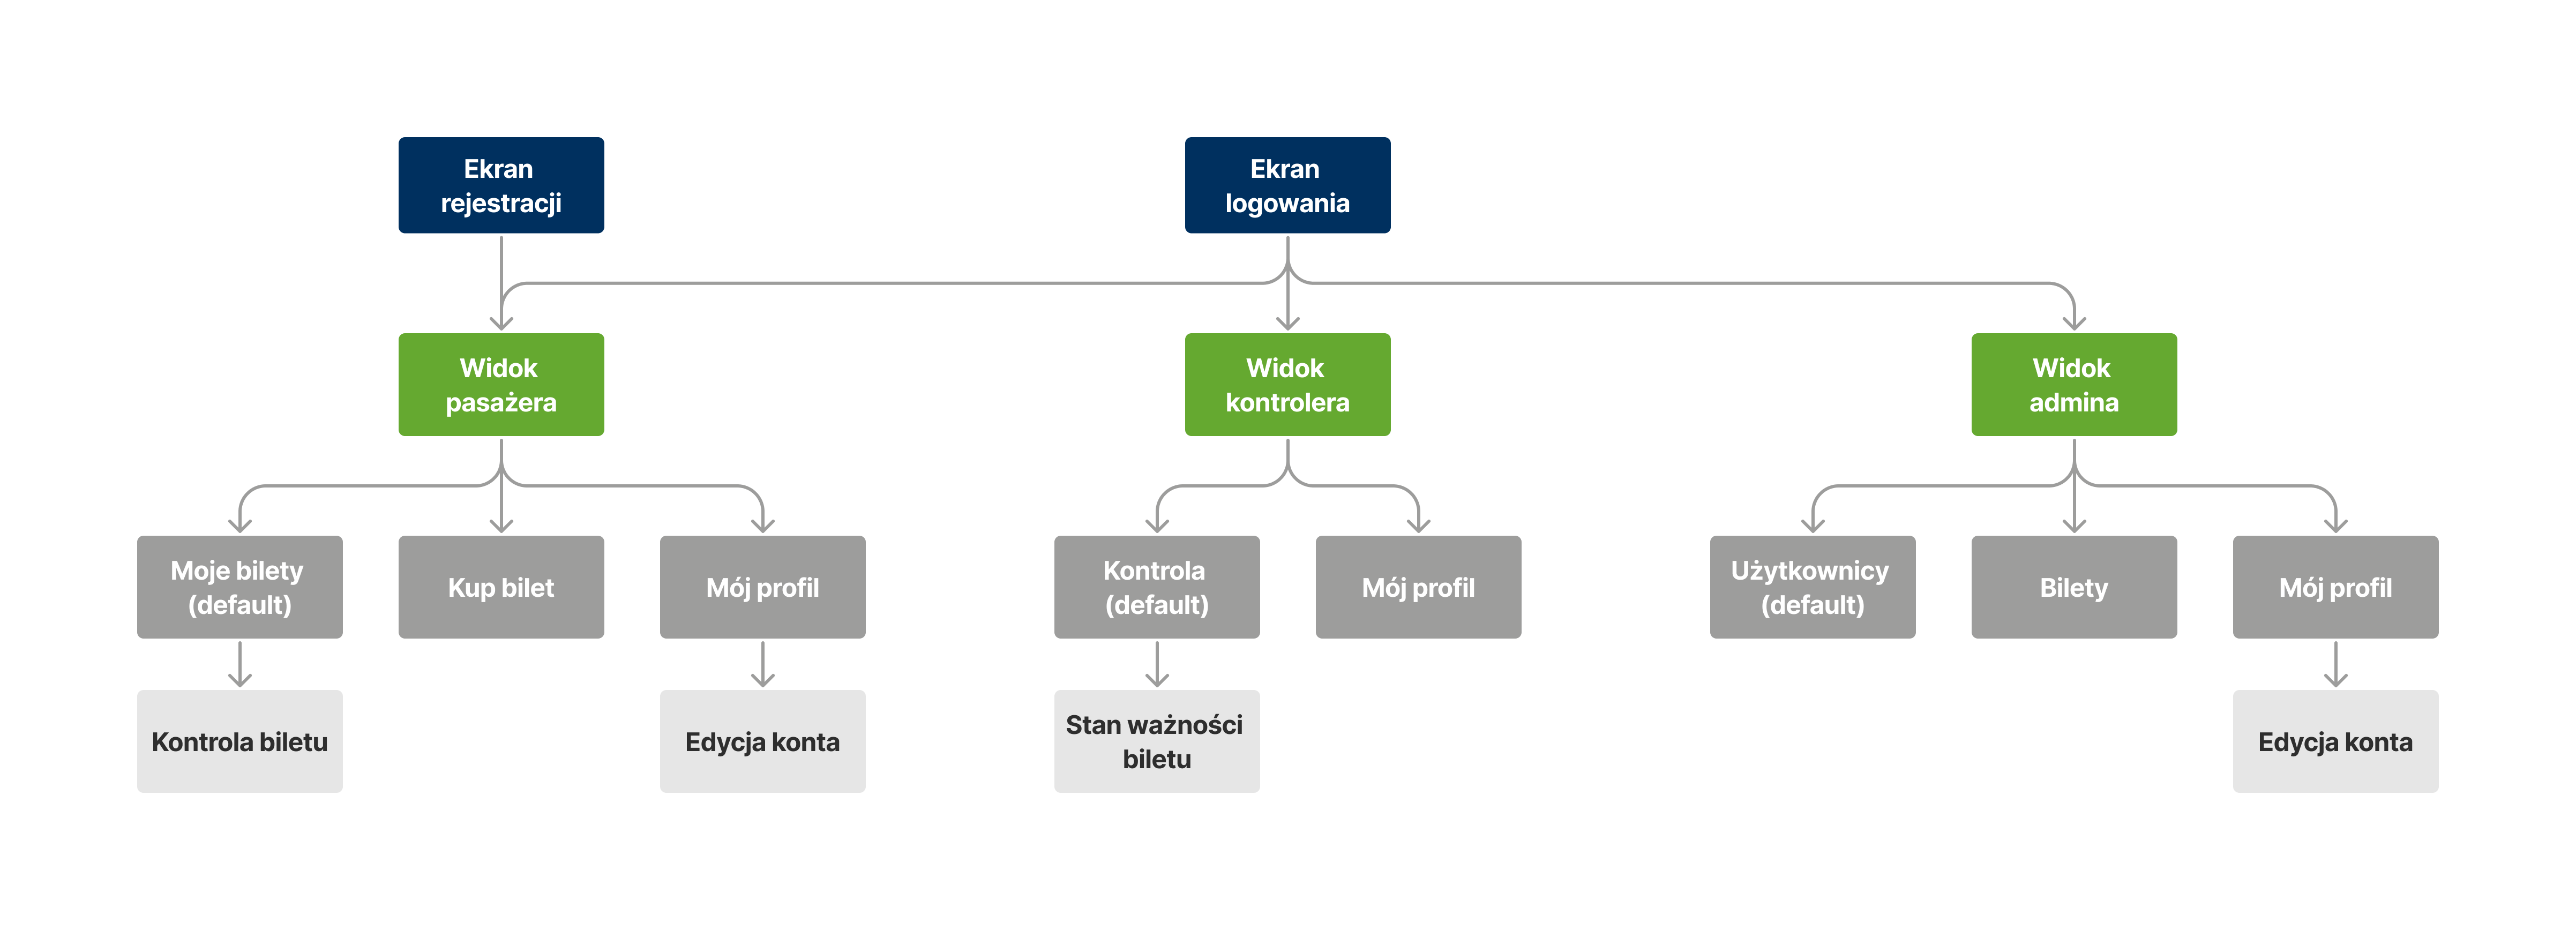 Ekran
rejestracji
Ekran
logowania
Widok
pasażera
Widok
kontrolera
Widok
admina
Moje bilety
(default)
Kup bilet
Mój profil
Kontrola
(default)
Mój profil
Użytkownicy
(default)
Bilety
Mój profil
Kontrola biletu
Edycja konta
Stan ważności
biletu
Edycja konta